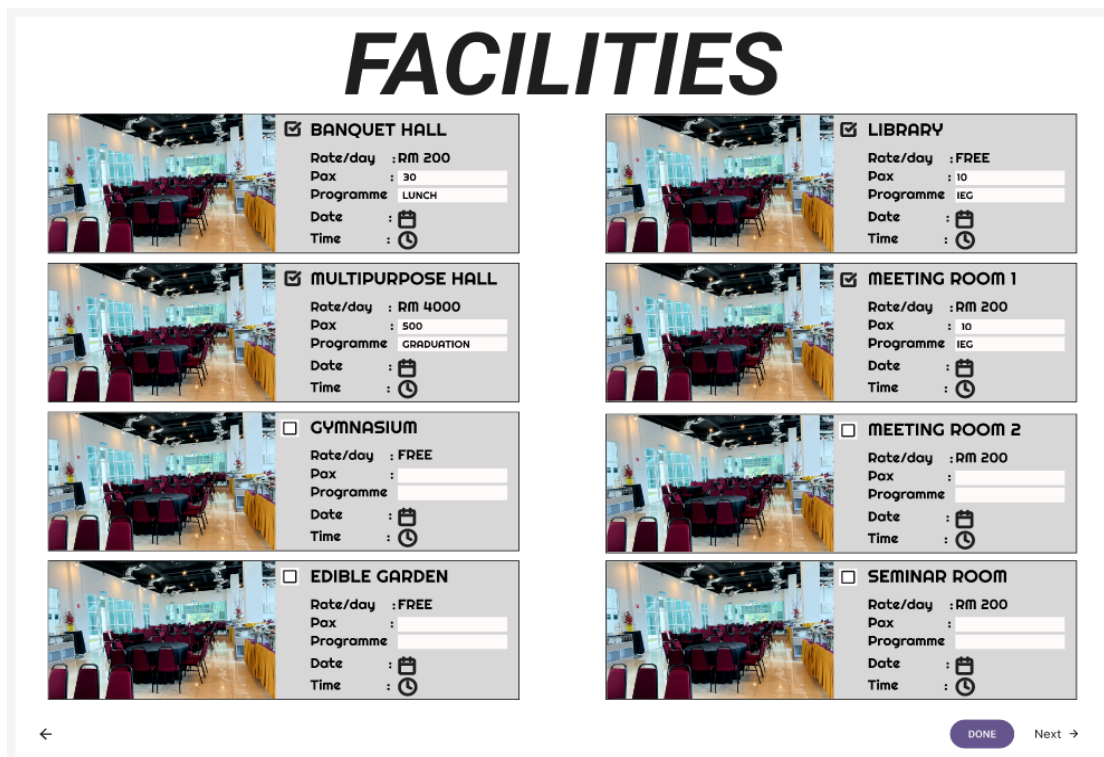 FACILITIES
BANQUET HALL
Rate/day : RM 200
Pax : 30
Programme LUNCH
Date :
Time :
LIBRARY
Rate/day : FREE
Pax : 10
Programme IEG
Date :
Time :
MULTIPURPOSE HALL
Rate/day : RM 4000
Pax : 500
Programme GRADUATION
Date :
Time :
MEETING ROOM 1
Rate/day : RM 200
Pax : 10
Programme IEG
Date :
Time :
GYMNASIUM
Rate/day : FREE
Pax :
Programme
Date :
Time :
MEETING ROOM 2
Rate/day : RM 200
Pax :
Programme
Date :
Time :
EDIBLE GARDEN
Rate/day : FREE
Pax :
Programme
Date :
Time :
SEMINAR ROOM
Rate/day : RM 200
Pax :
Programme
Date :
Time :
DONE Next